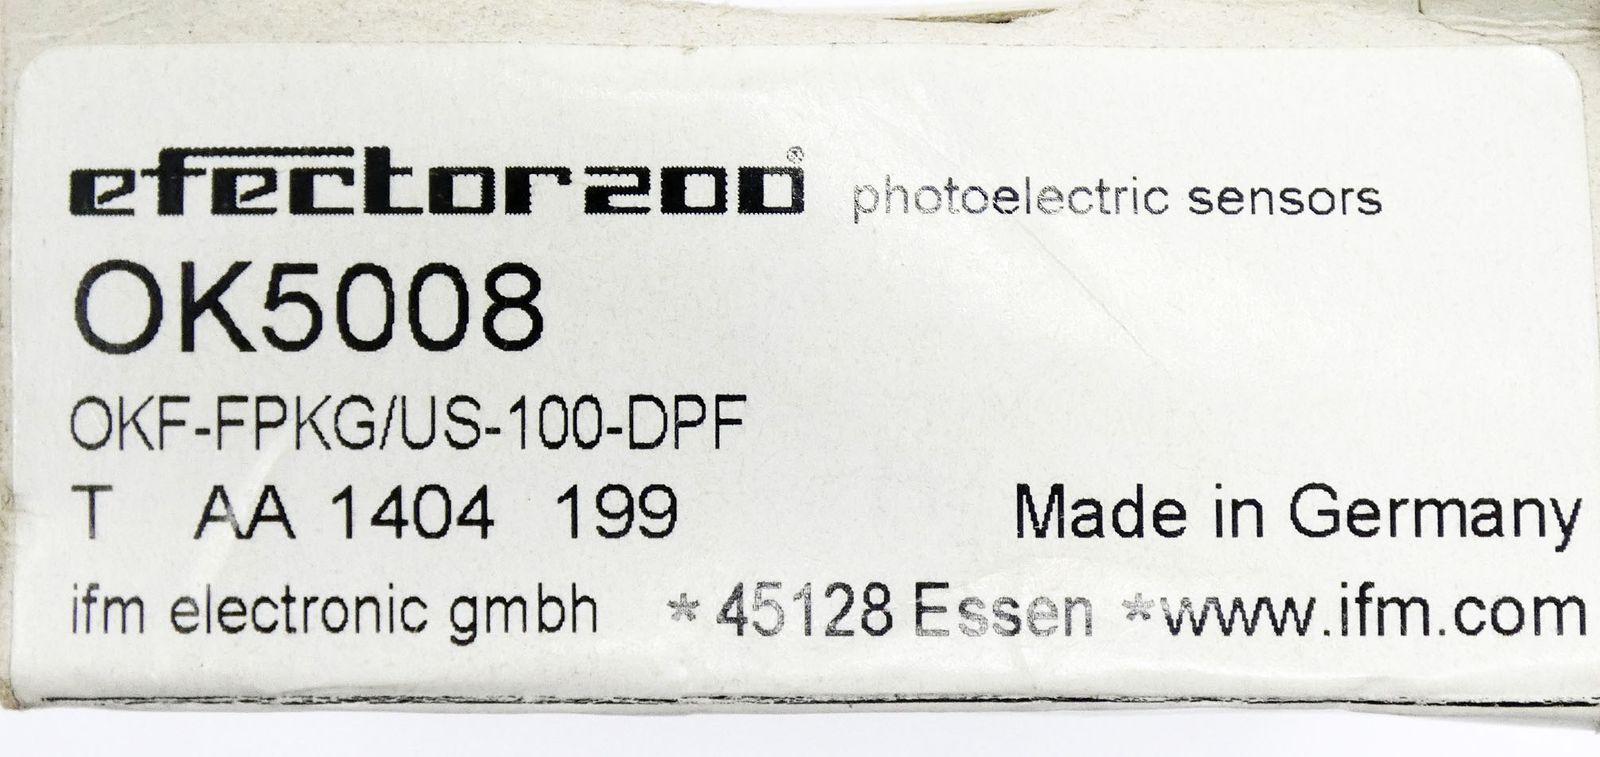 efector200® photoelectric sensors
OK5008
OKF-FPKG/US-100-DPF
T AA 1404 199 Made in Germany
ifm electronic gmbh * 45128 Essen *www.ifm.com